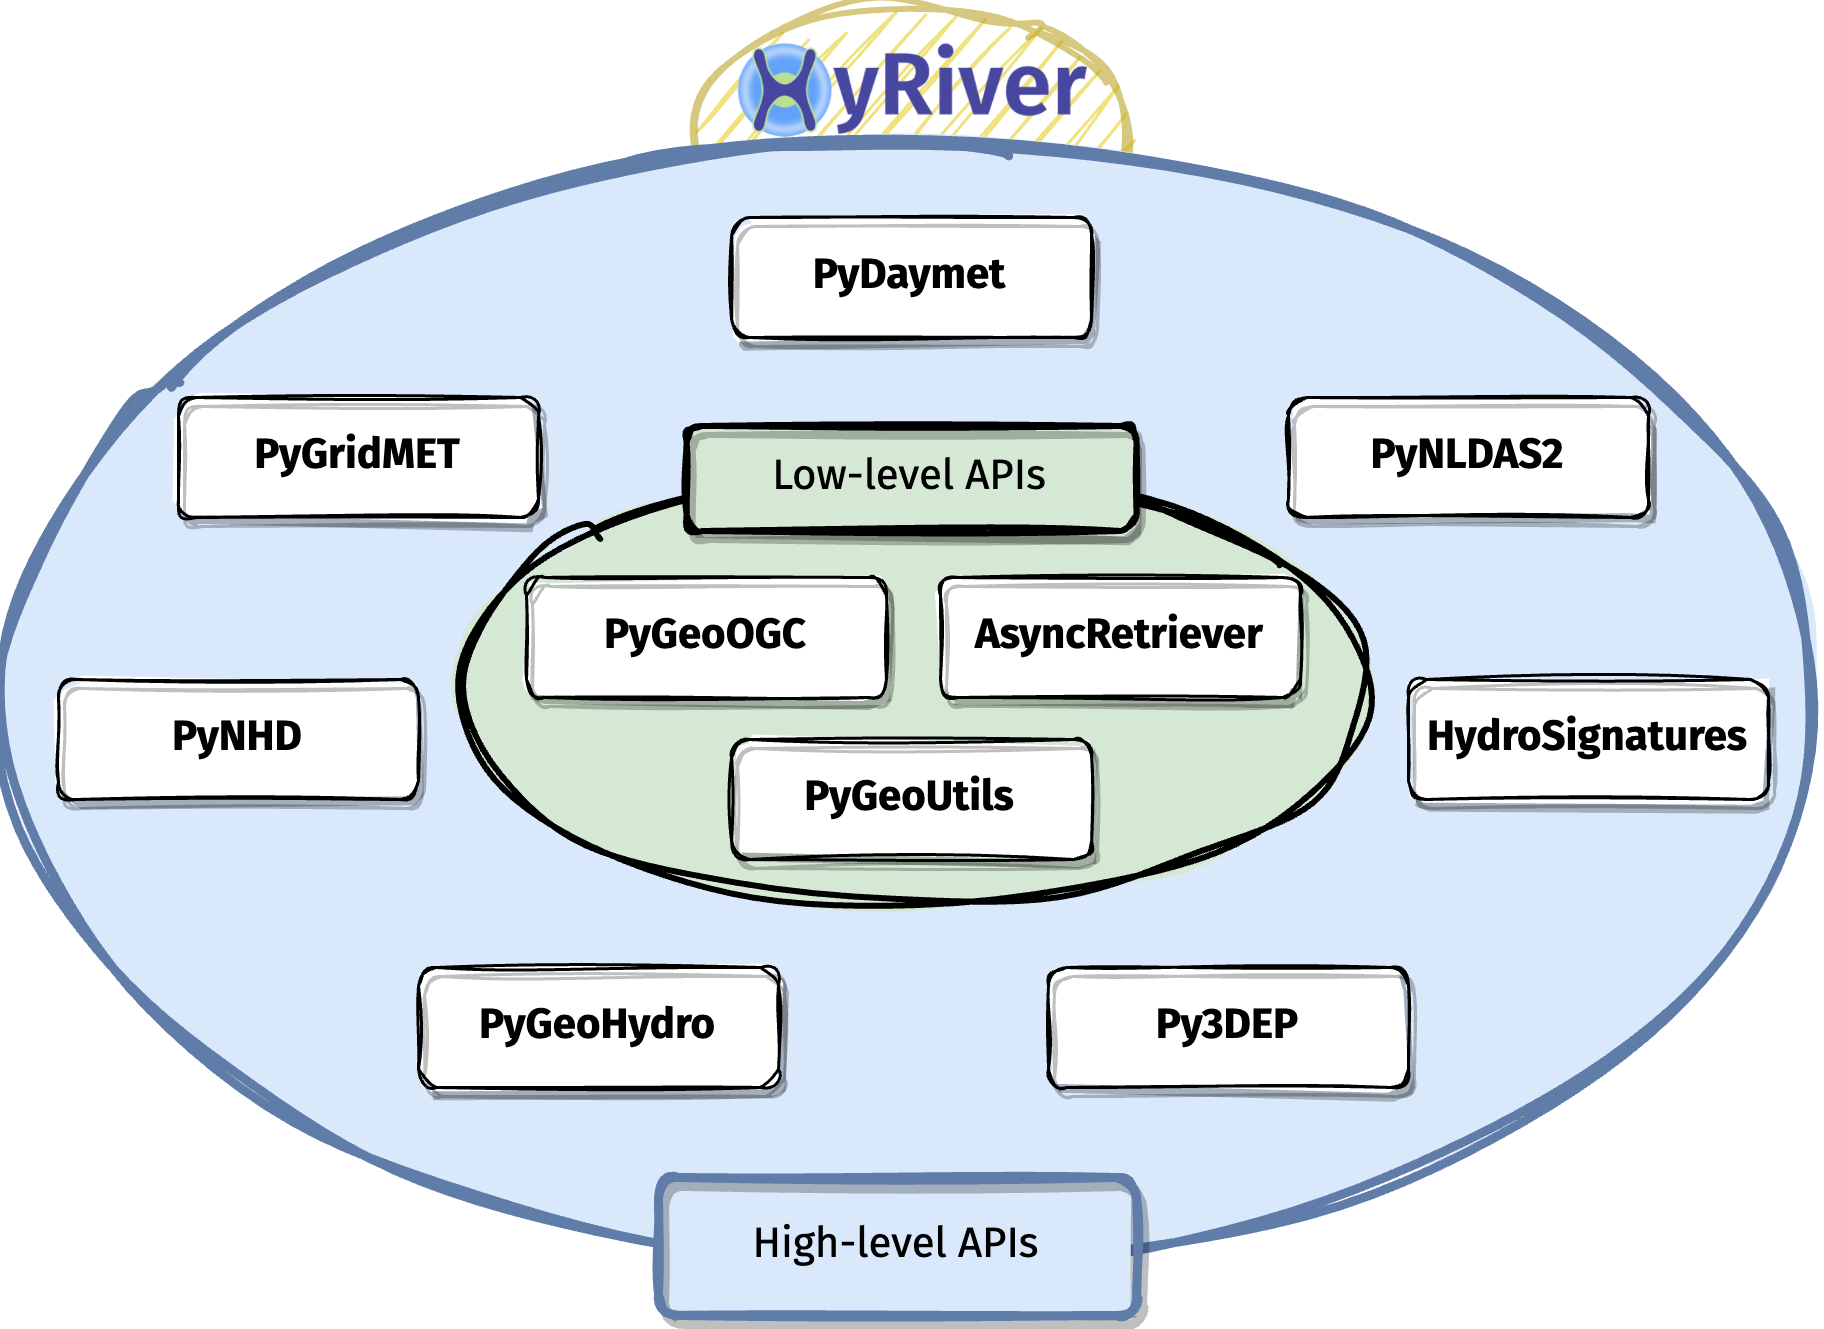 HyRiver
PyDaymet
PyGridMET
PyNLDAS2
Low-level APIs
PyGeoOGC
AsyncRetriever
PyNHD
HydroSignatures
PyGeoUtils
PyGeoHydro
Py3DEP
High-level APIs